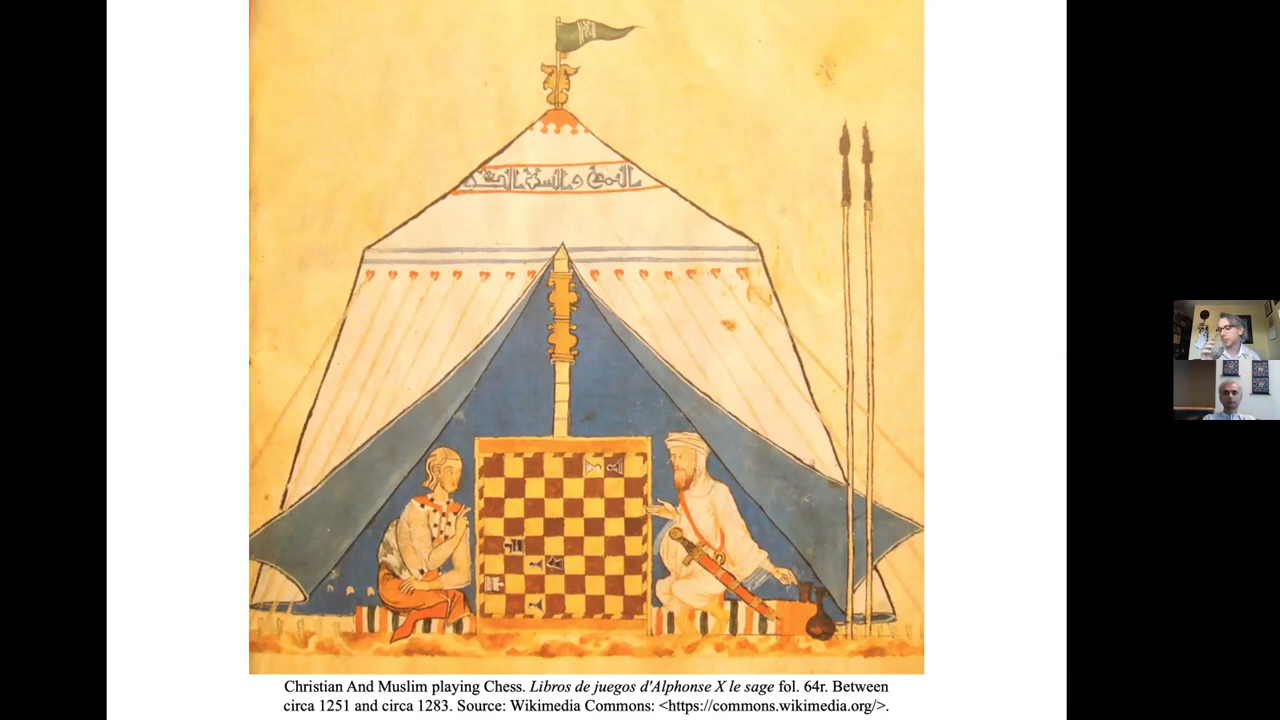 Christian And Muslim playing Chess. Libros de juegos d'Alphonse X le sage fol. 64r. Between
circa 1251 and circa 1283. Source: Wikimedia Commons: <https://commons.wikimedia.org/>.